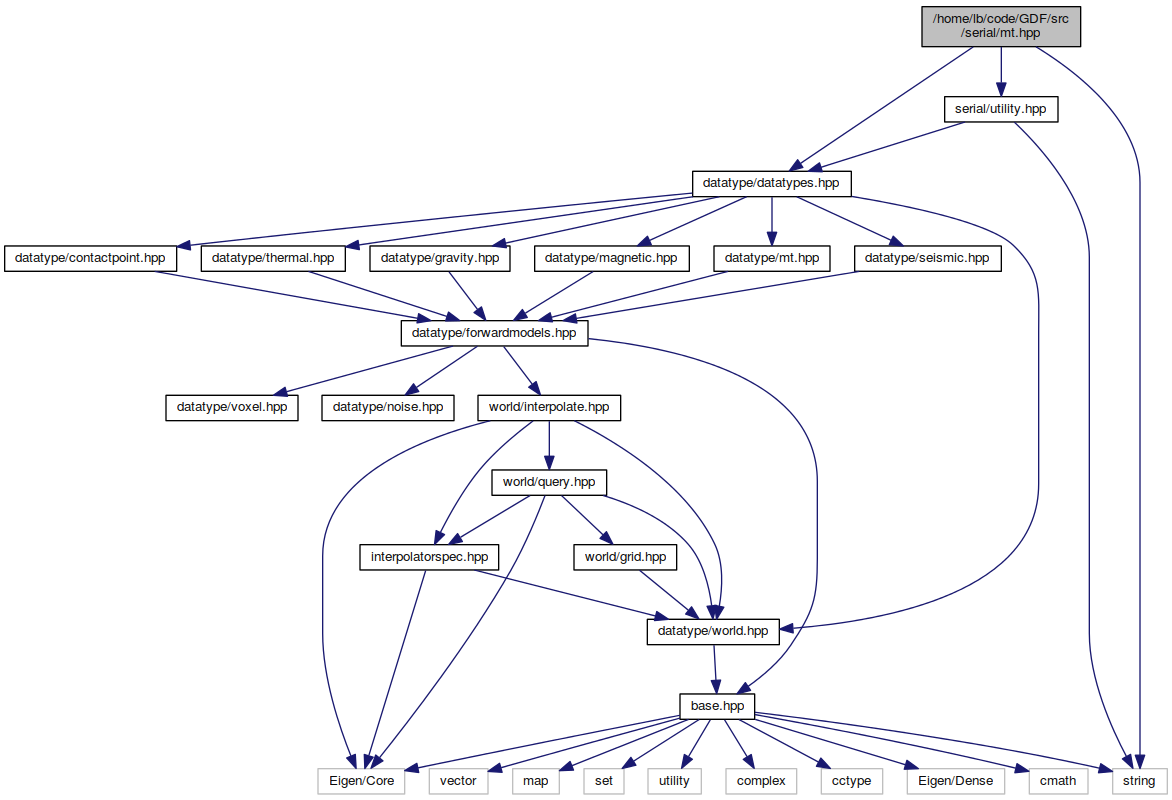 /home/lb/code/GDF/src
/serial/mt.hpp
serial/utility.hpp
datatype/datatypes.hpp
datatype/contactpoint.hpp
datatype/thermal.hpp
datatype/gravity.hpp
datatype/magnetic.hpp
datatype/mt.hpp
datatype/seismic.hpp
datatype/forwardmodels.hpp
datatype/voxel.hpp
datatype/noise.hpp
world/interpolate.hpp
world/query.hpp
interpolatorspec.hpp
world/grid.hpp
datatype/world.hpp
base.hpp
Eigen/Core
vector
map
set
utility
complex
cctype
Eigen/Dense
cmath
string